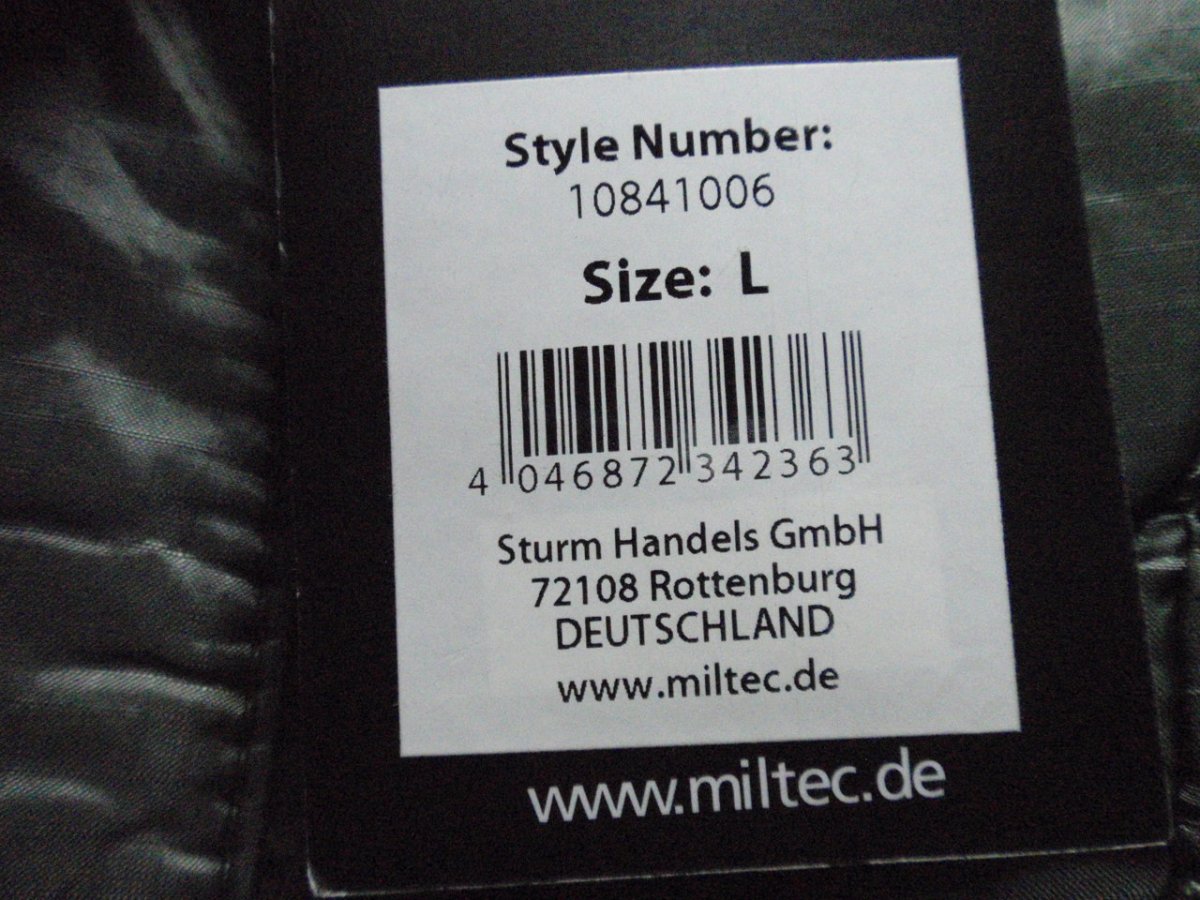 Style Number:
10841006
Size: L
4 046872 342363
Sturm Handels GmbH
72108 Rottenburg
DEUTSCHLAND
www.miltec.de
www.miltec.de